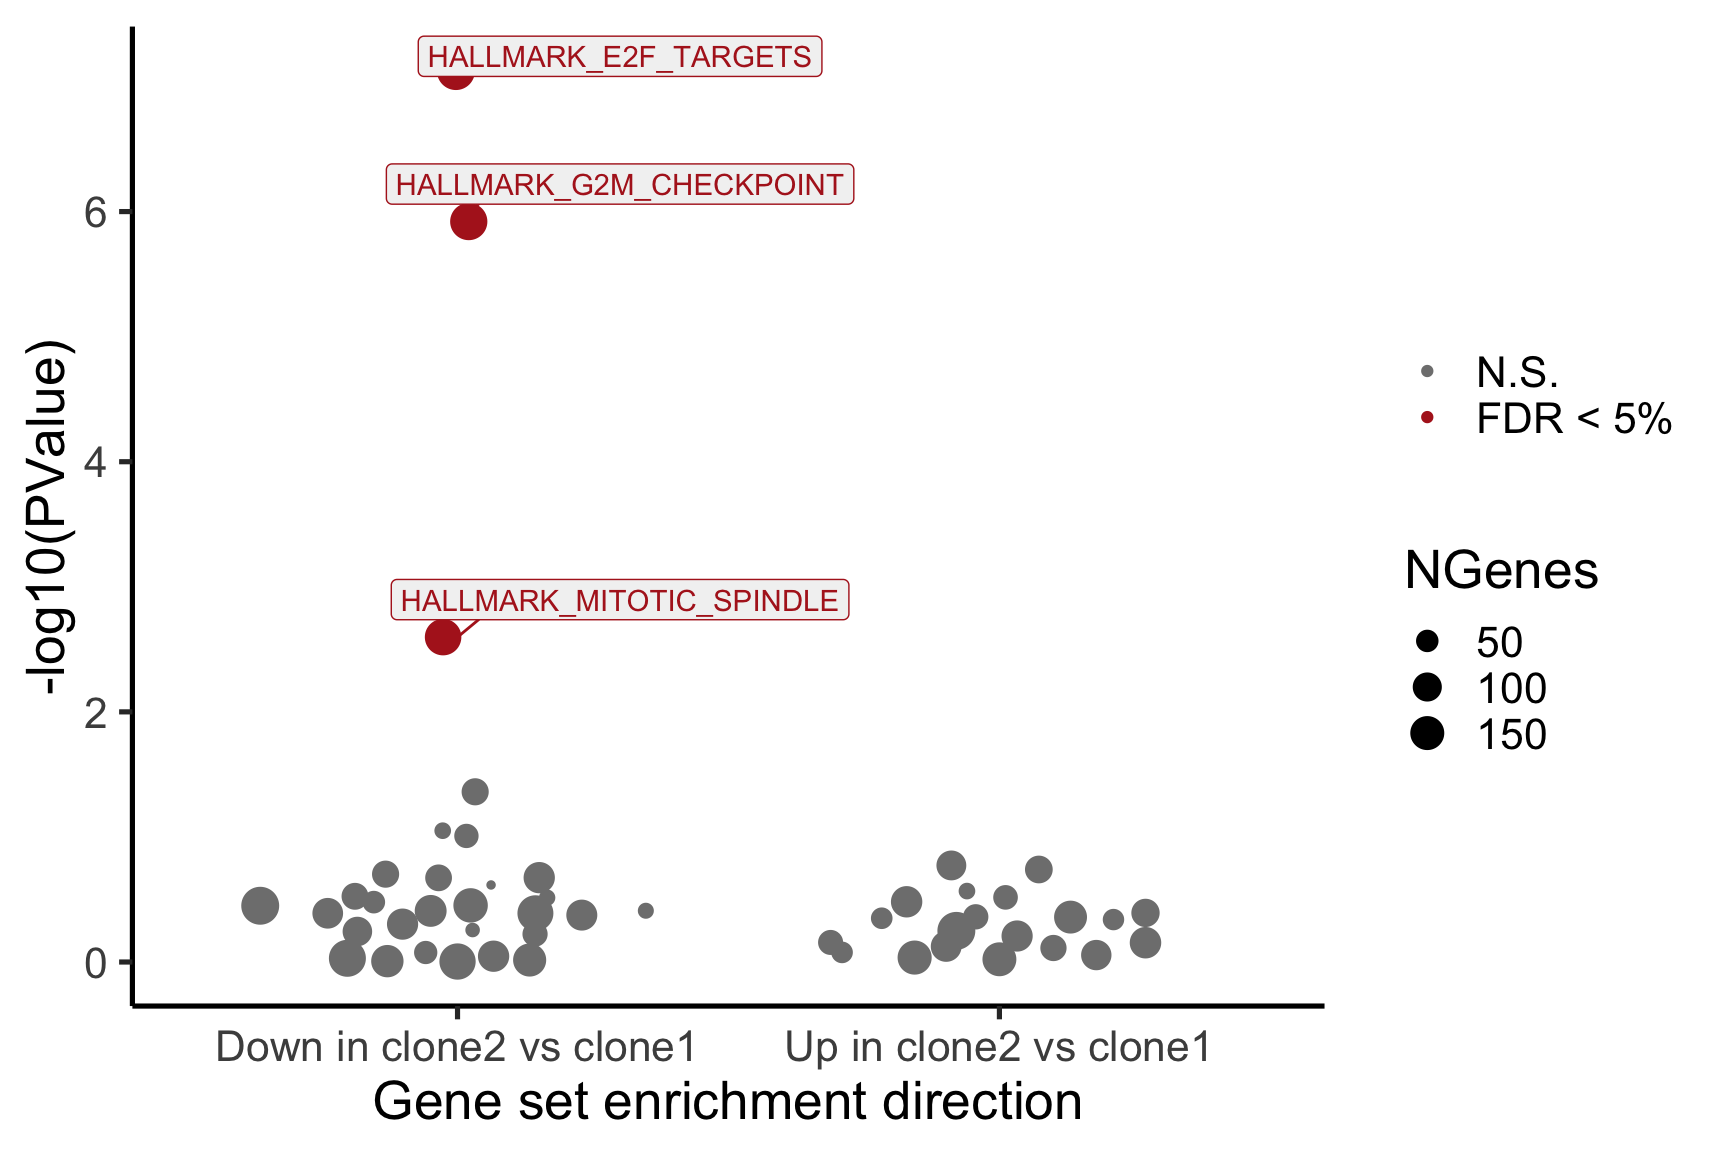 HALLMARK_E2F_TARGETS
HALLMARK_G2M_CHECKPOINT
HALLMARK_MITOTIC_SPINDLE
-log10(PValue)
6
4
2
0
Down in clone2 vs clone1
Up in clone2 vs clone1
Gene set enrichment direction
N.S.
FDR < 5%
NGenes
50
100
150